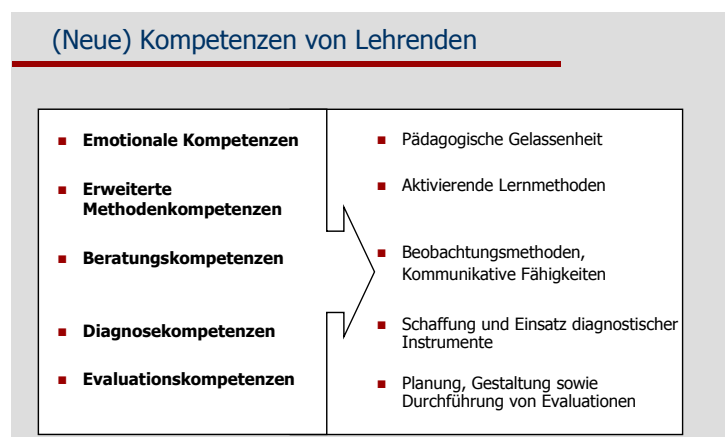 (Neue) Kompetenzen von Lehrenden
Emotionale Kompetenzen
Erweiterte
Methodenkompetenzen
Beratungskompetenzen
Diagnosekompetenzen
Evaluationskompetenzen
Pädagogische Gelassenheit
Aktivierende Lernmethoden
Beobachtungsmethoden,
Kommunikative Fähigkeiten
Schaffung und Einsatz diagnostischer
Instrumente
Planung, Gestaltung sowie
Durchführung von Evaluationen